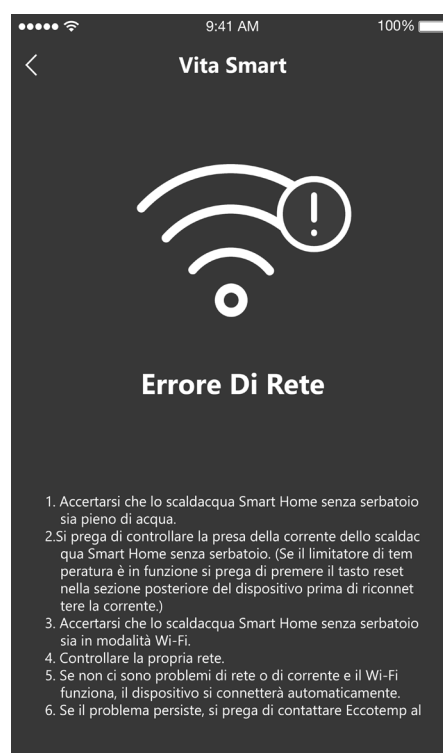 9:41 AM
100%
Vita Smart
!
Errore Di Rete
1. Accertarsi che lo scaldacqua Smart Home senza serbatoio
sia pieno di acqua.
2.Si prega di controllare la presa della corrente dello scaldac
qua Smart Home senza serbatoio. (Se il limitatore di tem
peratura è in funzione si prega di premere il tasto reset
nella sezione posteriore del dispositivo prima di riconnet
tere la corrente.)
3. Accertarsi che lo scaldacqua Smart Home senza serbatoio
sia in modalità Wi-Fi.
4. Controllare la propria rete.
5. Se non ci sono problemi di rete o di corrente e il Wi-Fi
funziona, il dispositivo si connetterà automaticamente.
6. Se il problema persiste, si prega di contattare Eccotemp al